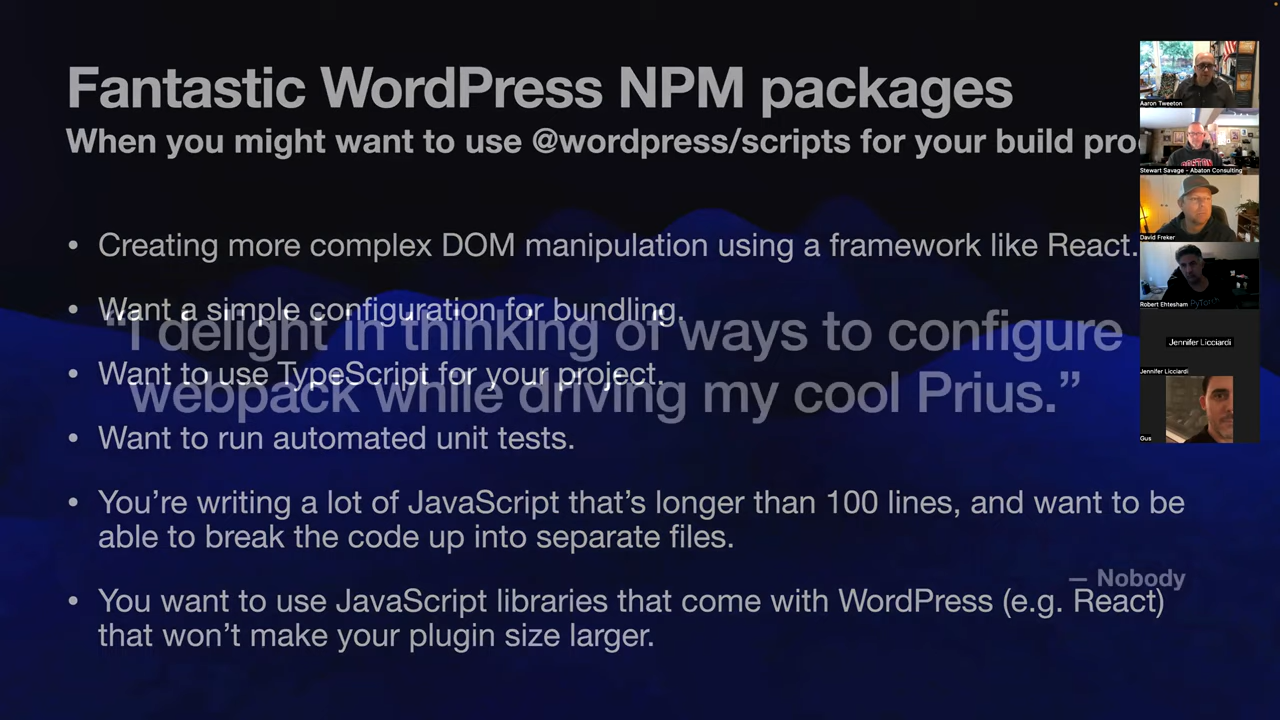 Fantastic WordPress NPM packages
When you might want to use @wordpress/scripts for your build pro
• Creating more complex DOM manipulation using a framework like React.
• Want a simple configuration for bundling.
“I delight in thinking of ways to configure
• Want to use TypeScript for your project.
webpack while driving my cool Prius.”
• Want to run automated unit tests.
• You’re writing a lot of JavaScript that’s longer than 100 lines, and want to be
able to break the code up into separate files.
— Nobody
• You want to use JavaScript libraries that come with WordPress (e.g. React)
that won’t make your plugin size larger.
Aaron Tweeton
BOSTON
Stewart Savage - Abaton Consulting
David Freker
PyTorch
Robert Ehtesham
Jennifer Licciardi
Jennifer Licciardi
Gus